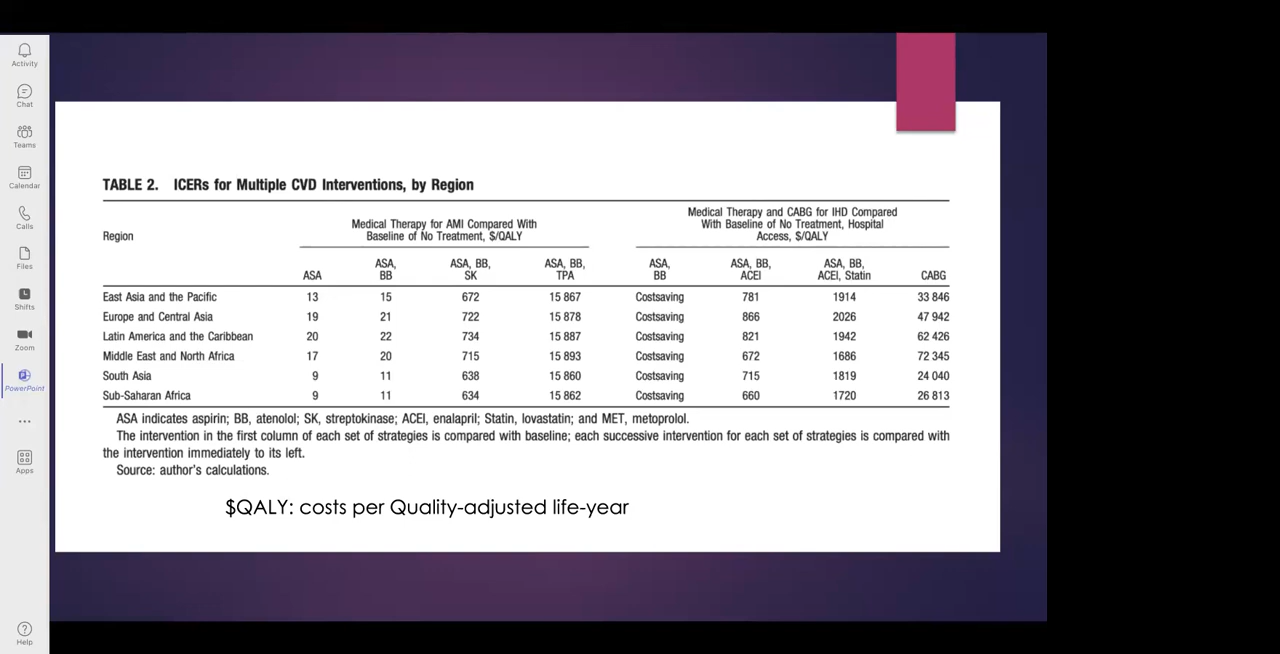 Activity
Chat
Teams
Calendar
Calls
Files
Shifts
Zoom
PowerPoint
Apps
Help
TABLE 2. ICERs for Multiple CVD Interventions, by Region
Region
Medical Therapy for AMI Compared With
Baseline of No Treatment, $/QALY
Medical Therapy and CABG for IHD Compared
With Baseline of No Treatment, Hospital
Access, $/QALY
ASA
ASA,
BB
ASA, BB,
SK
ASA, BB,
TPA
ASA,
BB
ASA, BB,
ACEI
ASA, BB,
ACEI, Statin
CABG
East Asia and the Pacific 13 15 672 15 867 Costsaving 781 1914 33 846
Europe and Central Asia 19 21 722 15 878 Costsaving 866 2026 47 942
Latin America and the Caribbean 20 22 734 15 887 Costsaving 821 1942 62 426
Middle East and North Africa 17 20 715 15 893 Costsaving 672 1686 72 345
South Asia 9 11 638 15 860 Costsaving 715 1819 24 040
Sub-Saharan Africa 9 11 634 15 862 Costsaving 660 1720 26 813
ASA indicates aspirin; BB, atenolol; SK, streptokinase; ACEI, enalapril; Statin, lovastatin; and MET, metoprolol.
The intervention in the first column of each set of strategies is compared with baseline; each successive intervention for each set of strategies is compared with
the intervention immediately to its left.
Source: author's calculations.
$QALY: costs per Quality-adjusted life-year